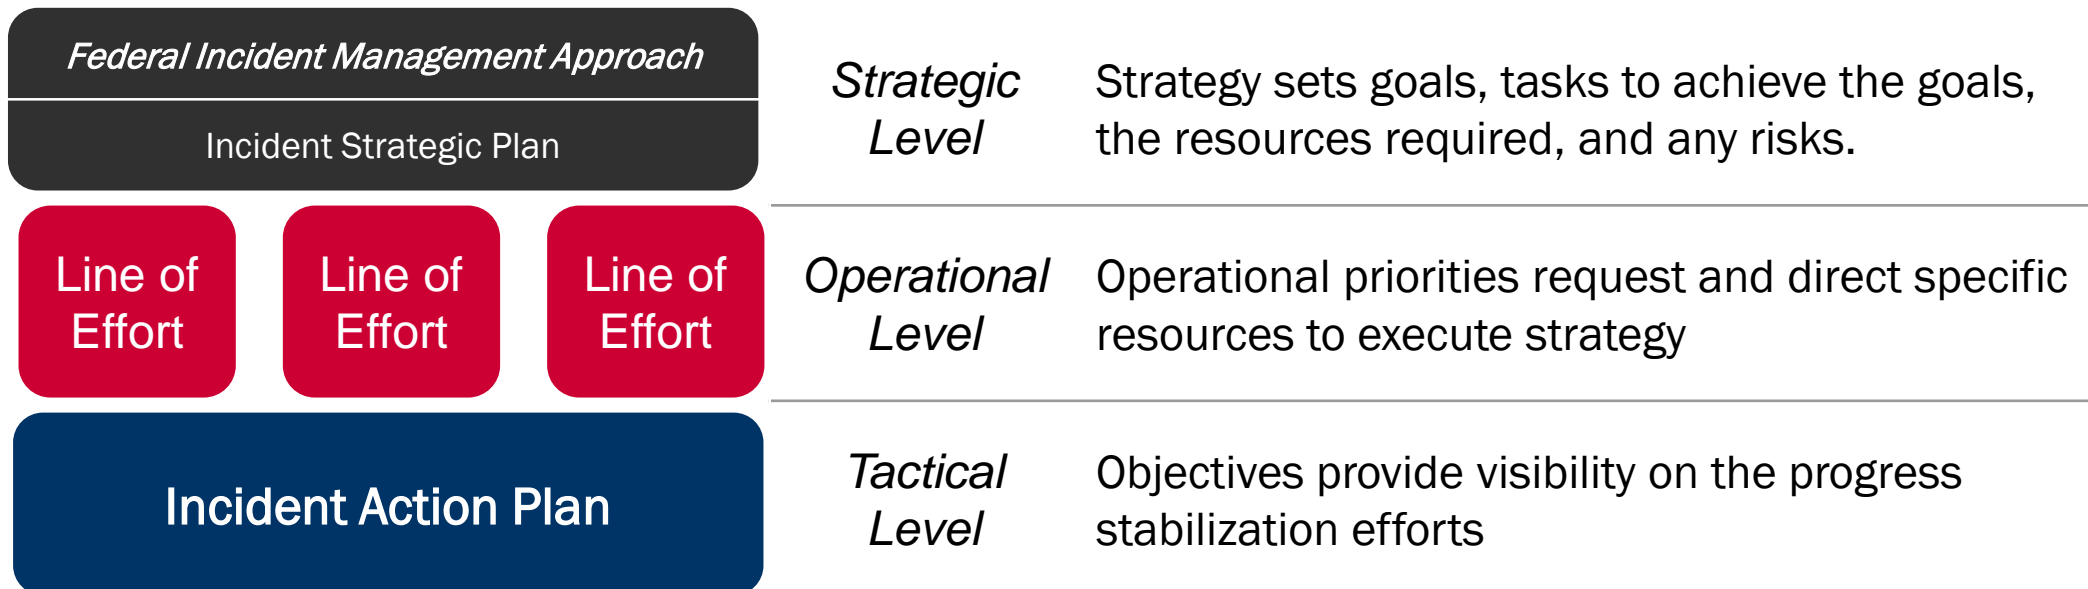 Federal Incident Management Approach
Incident Strategic Plan
Strategic
Level
Strategy sets goals, tasks to achieve the goals,
the resources required, and any risks.
Line of
Effort
Line of
Effort
Line of
Effort
Operational
Level
Operational priorities request and direct specific
resources to execute strategy
Incident Action Plan
Tactical
Level
Objectives provide visibility on the progress
stabilization efforts